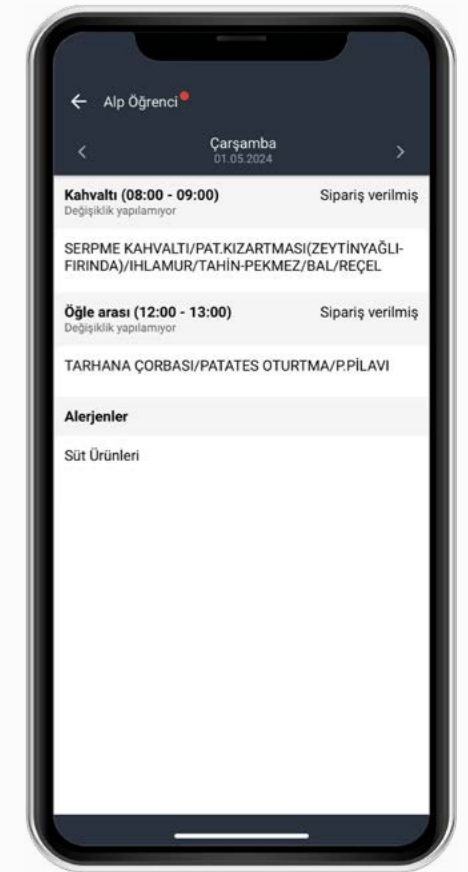 Alp Öğrenci
Çarşamba
01.05.2024
Kahvaltı (08:00 - 09:00) Sipariş verilmiş
Değişiklik yapılamıyor
SERPME KAHVALTI/PAT.KIZARTMASI(ZEYTİNYAĞLI-
FIRINDA)/IHLAMUR/TAHİN-PEKMEZ/BAL/REÇEL
Öğle arası (12:00 - 13:00) Sipariş verilmiş
Değişiklik yapılamıyor
TARHANA ÇORBASI/PATATES OTURTMA/P.PİLAVI
Alerjenler
Süt Ürünleri